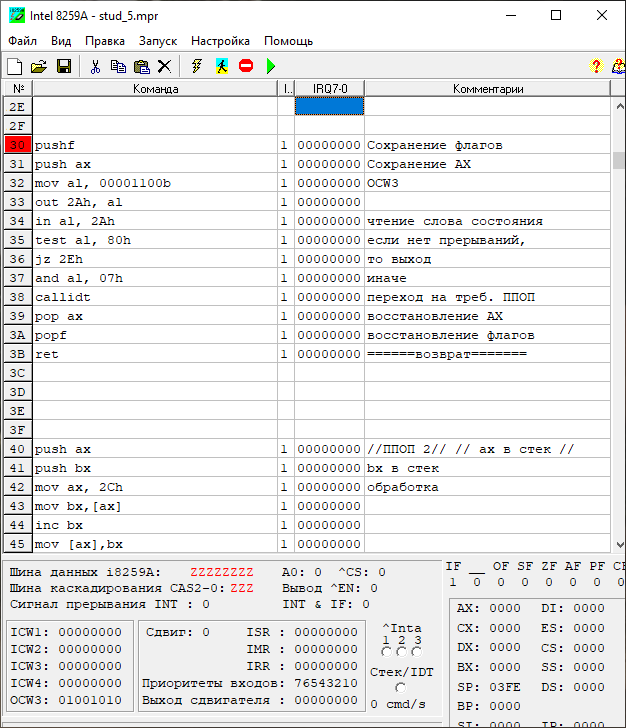 Intel 8259A - stud_5.mpr
Файл Вид Правка Запуск Настройка Помощь
№ Команда I.. IRQ7-0 Комментарии
2E
2F
30 pushf 1 00000000 Сохранение флагов
31 push ax 1 00000000 Сохранение AX
32 mov al, 00001100b 1 00000000 OCW3
33 out 2Ah, al 1 00000000
34 in al, 2Ah 1 00000000 чтение слова состояния
35 test al, 80h 1 00000000 если нет прерываний,
36 jz 2Eh 1 00000000 то выход
37 and al, 07h 1 00000000 иначе
38 callidt 1 00000000 переход на треб. ППОП
39 pop ax 1 00000000 восстановление AX
3A popf 1 00000000 восстановление флагов
3B ret 1 00000000 ======возврат=======
3C
3D
3E
3F
40 push ax 1 00000000 //ППОП 2// // ax в стек //
41 push bx 1 00000000 bx в стек
42 mov ax, 2Ch 1 00000000 обработка
43 mov bx,[ax] 1 00000000
44 inc bx 1 00000000
45 mov [ax],bx 1 00000000
Шина данных i8259A: ZZZZZZZZ A0: 0 ^CS: 0
Шина каскадирования CAS2-0: ZZZ Вывод ^EN: 0
Сигнал прерывания INT : 0 INT & IF: 0
IF __ OF SF ZF AF PF
1 0 0 0 0 0 0
ICW1: 00000000 Сдвиг: 0 ISR : 00000000
ICW2: 00000000 IMR : 00000000
ICW3: 00000000 IRR : 00000000
ICW4: 00000000 Приоритеты входов: 76543210
OCW3: 01001010 Выход сдвигателя : 00000000
^Inta
1 2 3
Стек/IDT
0 cmd/s
AX: 0000 DI: 0000
CX: 0000 ES: 0000
DX: 0000 CS: 0000
BX: 0000 SS: 0000
SP: 03FE DS: 0000
BP: 0000